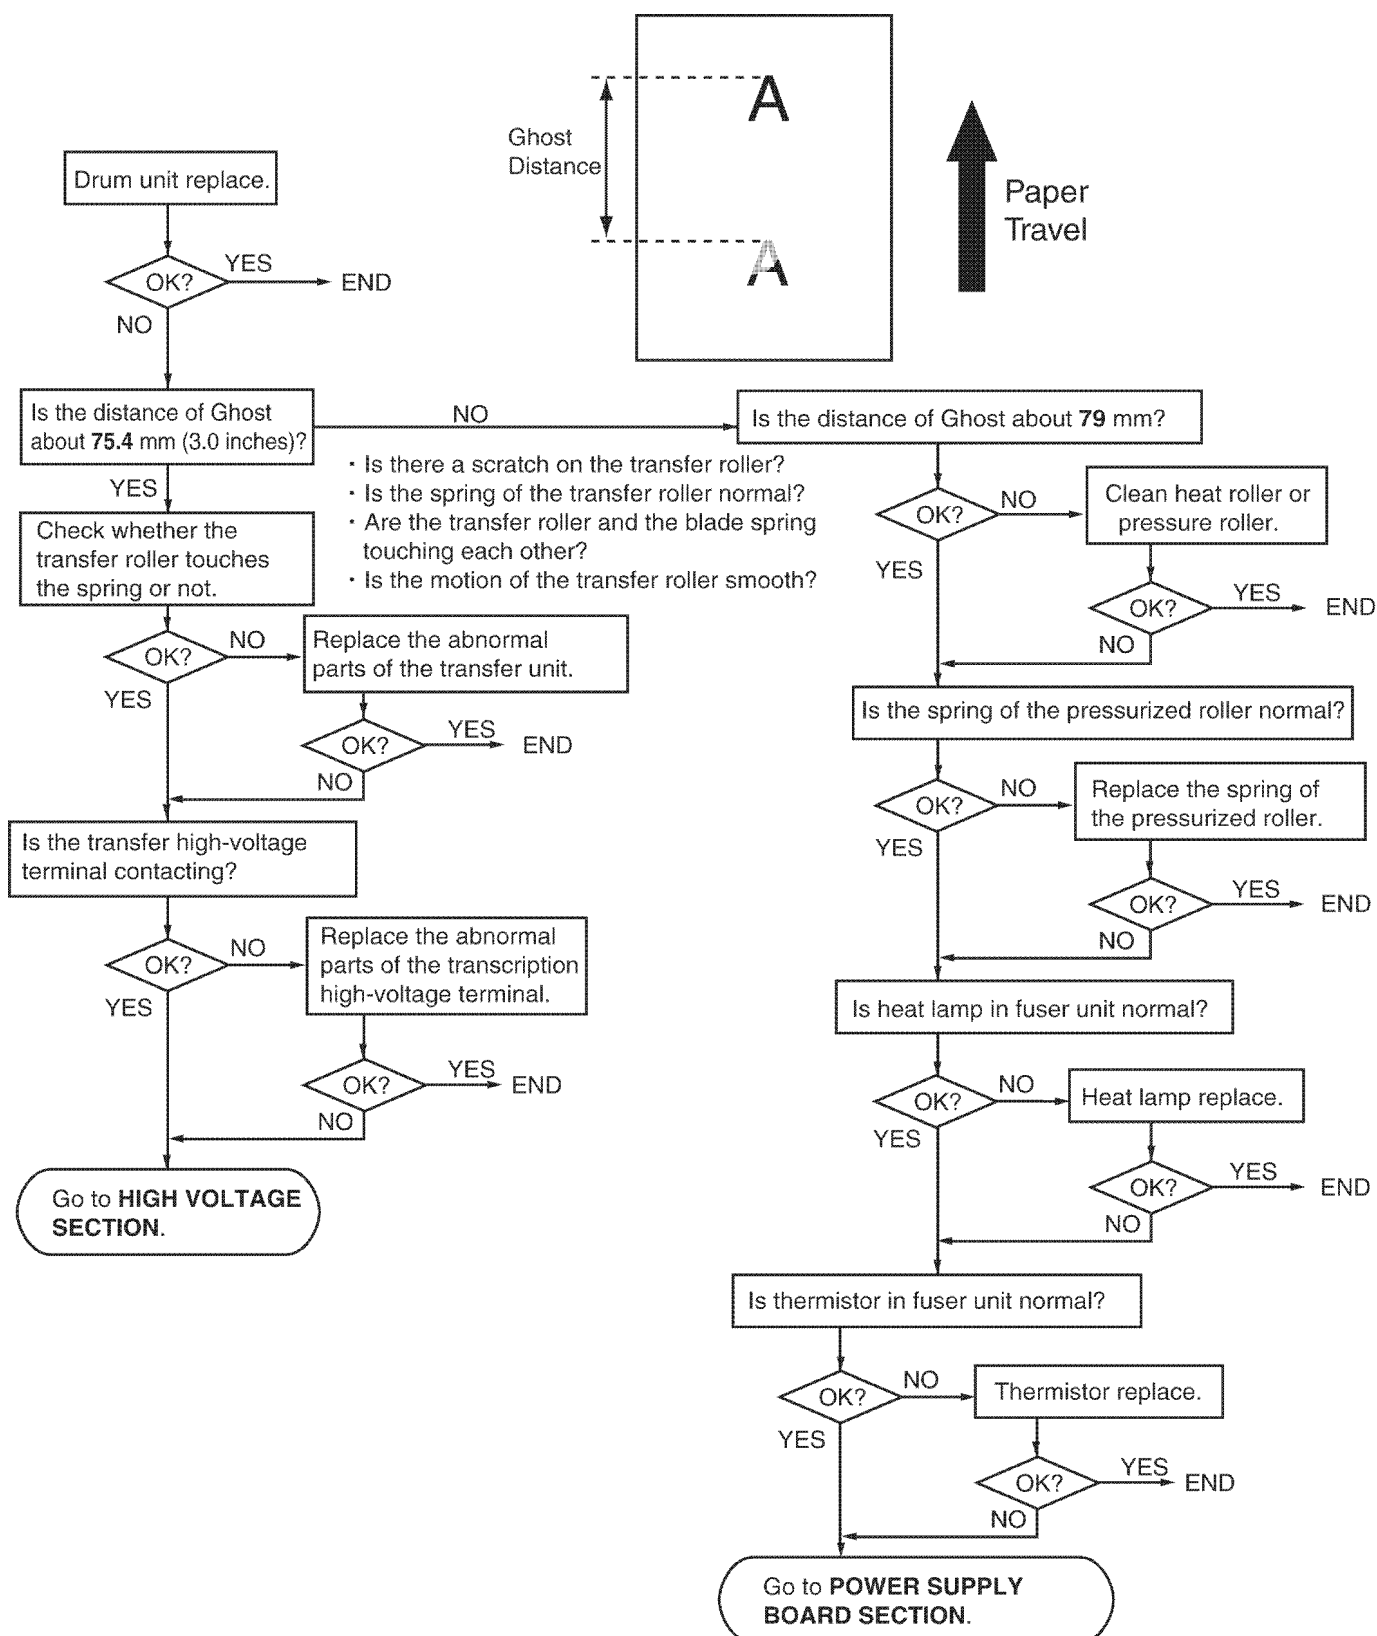 A
Ghost
Distance
A
Paper
Travel
Drum unit replace.
OK?
YES
END
NO
Is the distance of Ghost
about 75.4 mm (3.0 inches)?
NO
YES
· Is there a scratch on the transfer roller?
· Is the spring of the transfer roller normal?
· Are the transfer roller and the blade spring
touching each other?
· Is the motion of the transfer roller smooth?
Check whether the
transfer roller touches
the spring or not.
OK?
NO
YES
Replace the abnormal
parts of the transfer unit.
OK?
YES
END
NO
Is the transfer high-voltage
terminal contacting?
OK?
NO
YES
Replace the abnormal
parts of the transcription
high-voltage terminal.
OK?
YES
END
NO
Go to HIGH VOLTAGE
SECTION.
Is the distance of Ghost about 79 mm?
OK?
NO
YES
Clean heat roller or
pressure roller.
OK?
YES
END
NO
Is the spring of the pressurized roller normal?
OK?
NO
YES
Replace the spring of
the pressurized roller.
OK?
YES
END
NO
Is heat lamp in fuser unit normal?
OK?
NO
YES
Heat lamp replace.
OK?
YES
END
NO
Is thermistor in fuser unit normal?
OK?
NO
YES
Thermistor replace.
OK?
YES
END
NO
Go to POWER SUPPLY
BOARD SECTION.